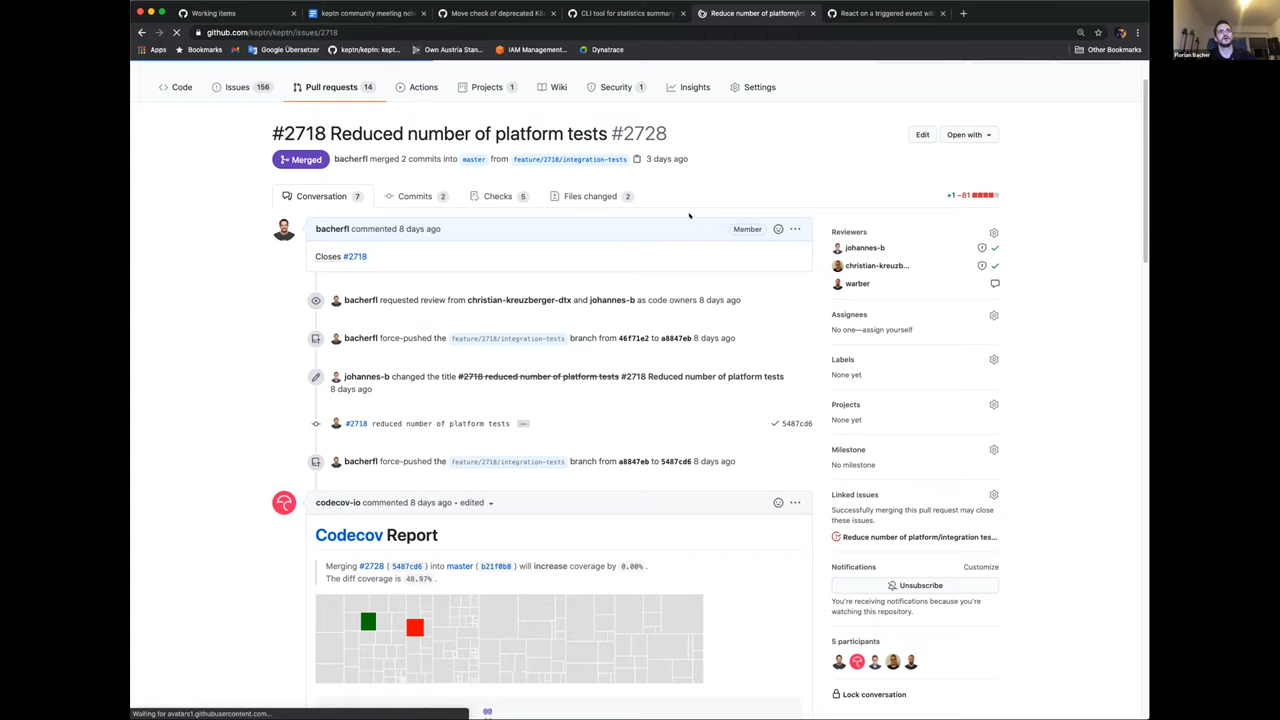 Working items
keptn community meeting not
Move check of deprecated K8s
CLI tool for statistics summary
Reduce number of platform/int
React on a triggered event with
github.com/keptn/keptn/issues/2718
Apps
Bookmarks
Google Übersetzer
keptn/keptn: kept...
Own Austria Stan...
IAM Management...
Dynatrace
Other Bookmarks
Florian Bacher
Code
Issues 156
Pull requests 14
Actions
Projects 1
Wiki
Security 1
Insights
Settings
#2718 Reduced number of platform tests #2728
Edit
Open with
Merged
bacherfl merged 2 commits into master from feature/2718/integration-tests 3 days ago
Conversation 7
Commits 2
Checks 5
Files changed 2
+1 −81
bacherfl commented 8 days ago
Member
Closes #2718
bacherfl requested review from christian-kreuzberger-dtx and johannes-b as code owners 8 days ago
bacherfl force-pushed the feature/2718/integration-tests branch from 46f71e2 to a8847eb 8 days ago
johannes-b changed the title #2718 reduced number of platform tests #2718 Reduced number of platform tests
8 days ago
#2718 reduced number of platform tests ...
5487cd6
bacherfl force-pushed the feature/2718/integration-tests branch from a8847eb to 5487cd6 8 days ago
codecov-io commented 8 days ago • edited
Codecov Report
Merging #2728 ( 5487cd6 ) into master ( b21f0b8 ) will increase coverage by 0.00% .
The diff coverage is 48.97% .
Reviewers
johannes-b
christian-kreuzb...
warber
Assignees
No one—assign yourself
Labels
None yet
Projects
None yet
Milestone
No milestone
Linked issues
Successfully merging this pull request may close
these issues.
Reduce number of platform/integration tes...
Notifications
Customize
Unsubscribe
You're receiving notifications because you're
watching this repository.
5 participants
Lock conversation
Waiting for avatars1.githubusercontent.com...